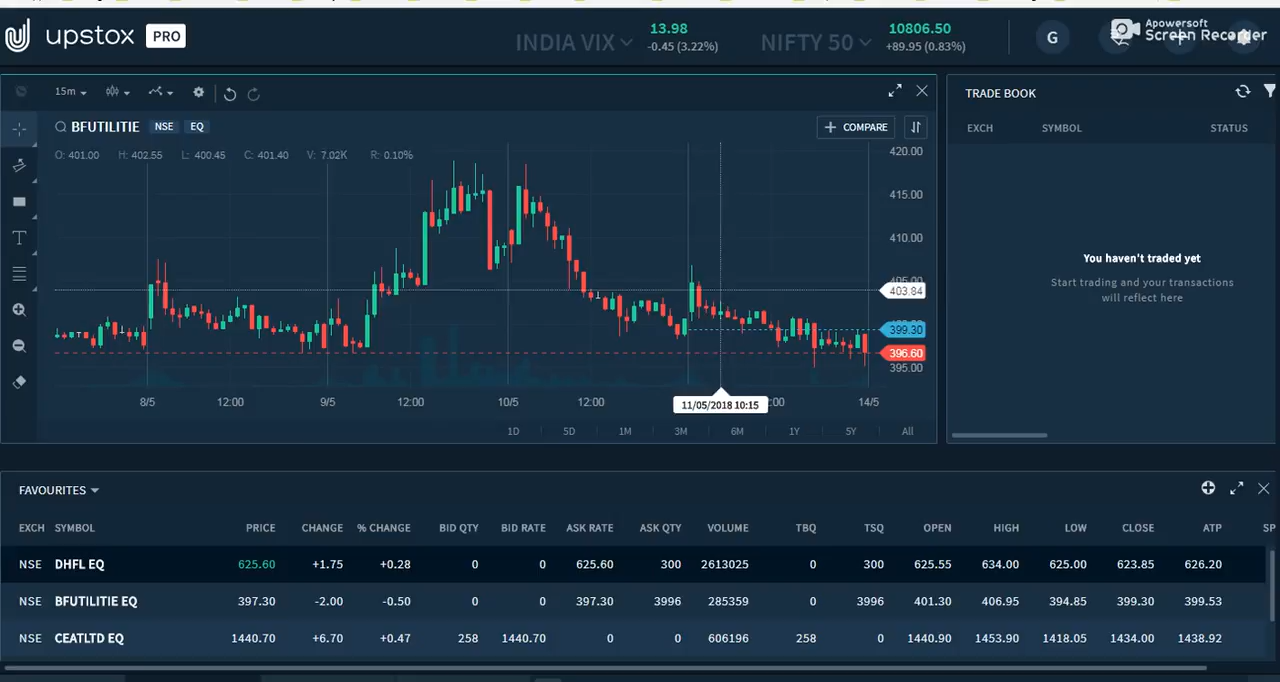 upstox PRO
INDIA VIX 13.98 -0.45 (3.22%)
NIFTY 50 10806.50 +89.95 (0.83%)
G
Apowersoft
Screen Recorder
15m
BFUTILITIE NSE EQ
COMPARE
O: 401.00 H: 402.55 L: 400.45 C: 401.40 V: 7.02K R: 0.10%
420.00
415.00
410.00
405.00
403.84
399.30
396.60
395.00
8/5 12:00 9/5 12:00 10/5 12:00 11/05/2018 10:15 :00 14/5
1D 5D 1M 3M 6M 1Y 5Y All
TRADE BOOK
EXCH SYMBOL STATUS
You haven't traded yet
Start trading and your transactions
will reflect here
FAVOURITES
EXCH SYMBOL PRICE CHANGE % CHANGE BID QTY BID RATE ASK RATE ASK QTY VOLUME TBQ TSQ OPEN HIGH LOW CLOSE ATP SP
NSE DHFL EQ 625.60 +1.75 +0.28 0 0 625.60 300 2613025 0 300 625.55 634.00 625.00 623.85 626.20
NSE BFUTILITIE EQ 397.30 -2.00 -0.50 0 0 397.30 3996 285359 0 3996 401.30 406.95 394.85 399.30 399.53
NSE CEATLTD EQ 1440.70 +6.70 +0.47 258 1440.70 0 0 606196 258 0 1440.90 1453.90 1418.05 1434.00 1438.92